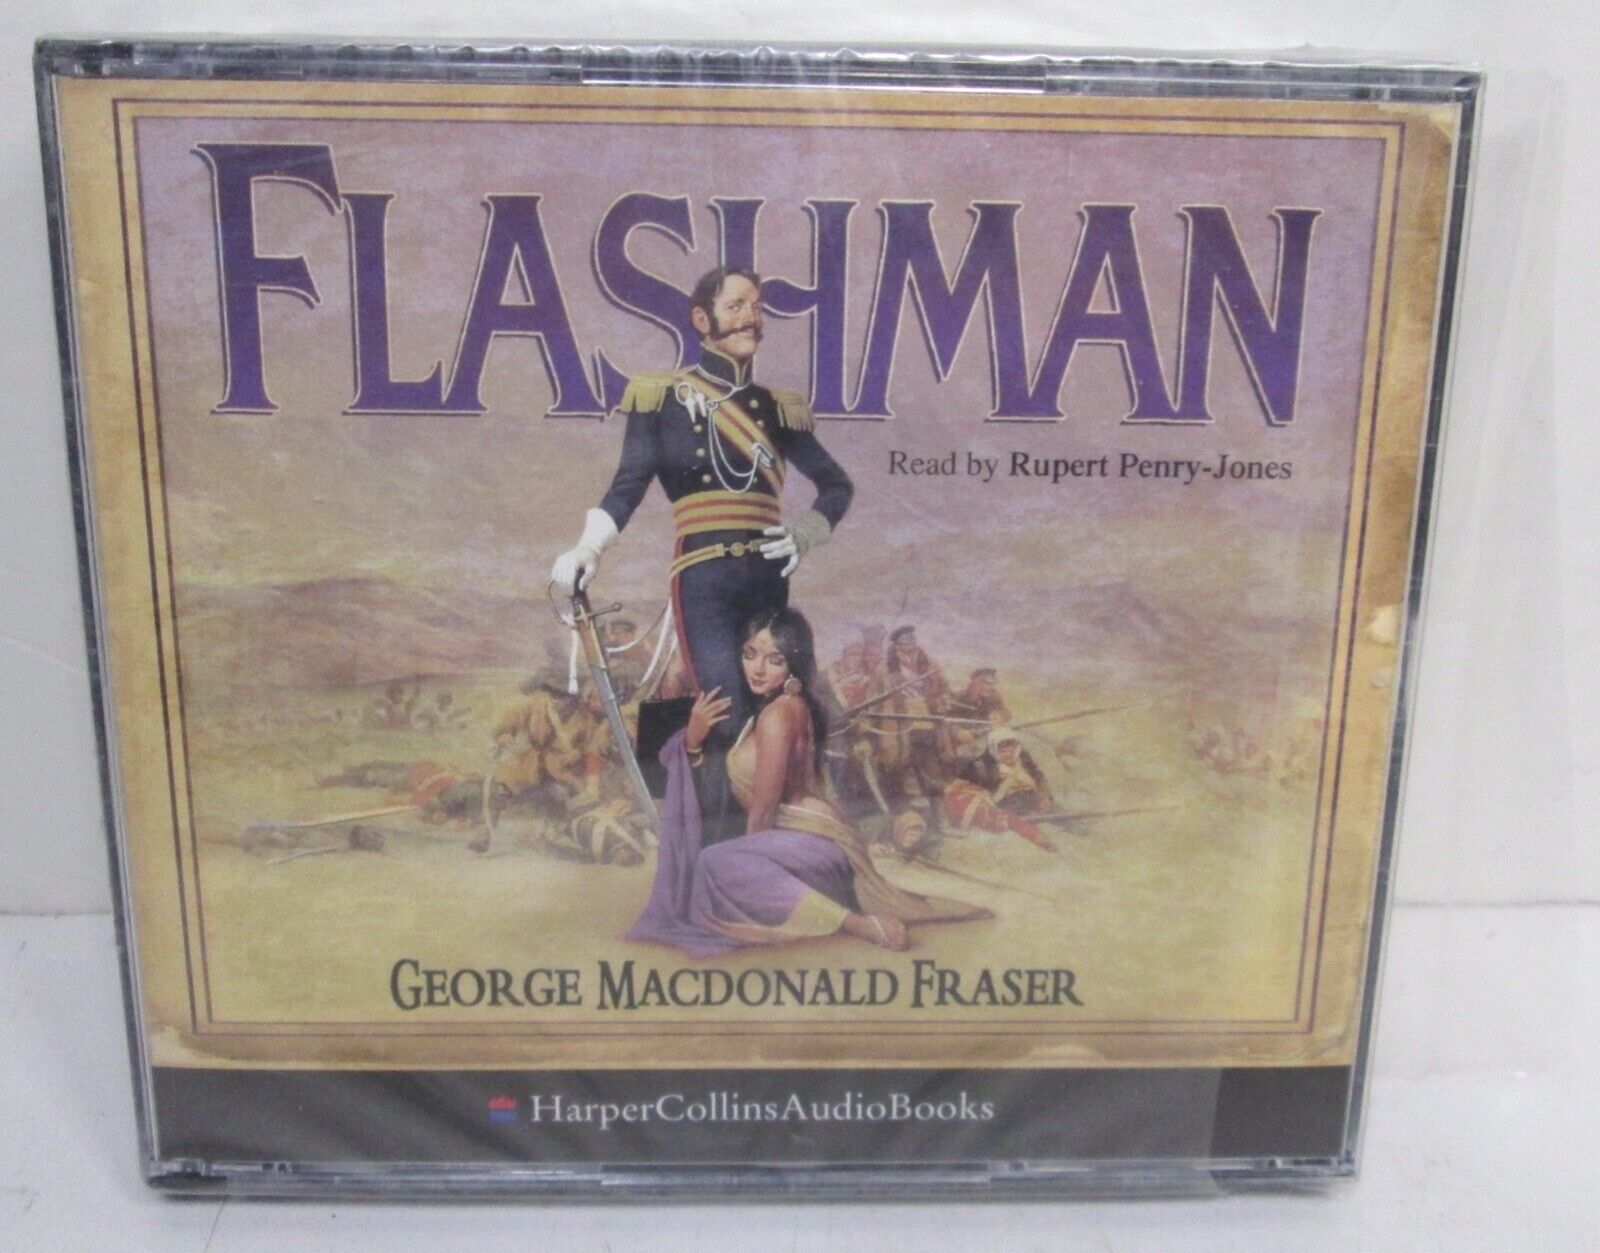 FLASHMAN
Read by Rupert Penry-Jones
GEORGE MACDONALD FRASER
HarperCollinsAudioBooks